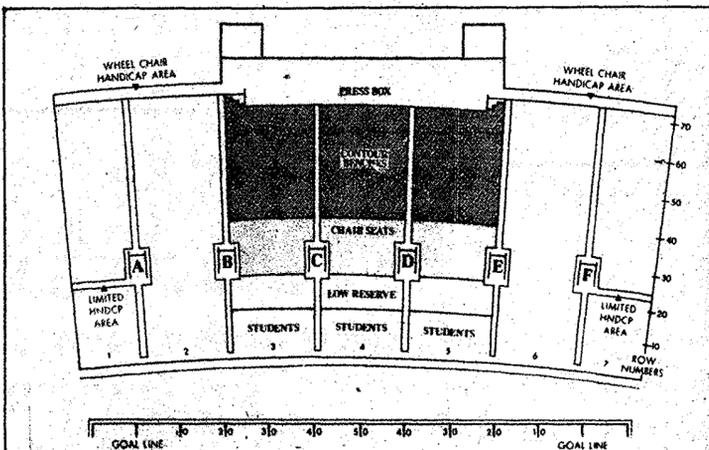 WHEEL CHAIR
HANDICAP AREA
WHEEL CHAIR
HANDICAP AREA
PRESS BOX
CONTOUR
BENCHES
CHAIR SEATS
A
B
C
D
E
F
LIMITED
HNDCP
AREA
LOW RESERVE
LIMITED
HNDCP
AREA
STUDENTS
STUDENTS
STUDENTS
1
2
3
4
5
6
7
ROW
NUMBERS
70
60
50
40
30
20
10
GOAL LINE
10
20
30
40
50
40
30
20
10
GOAL LINE